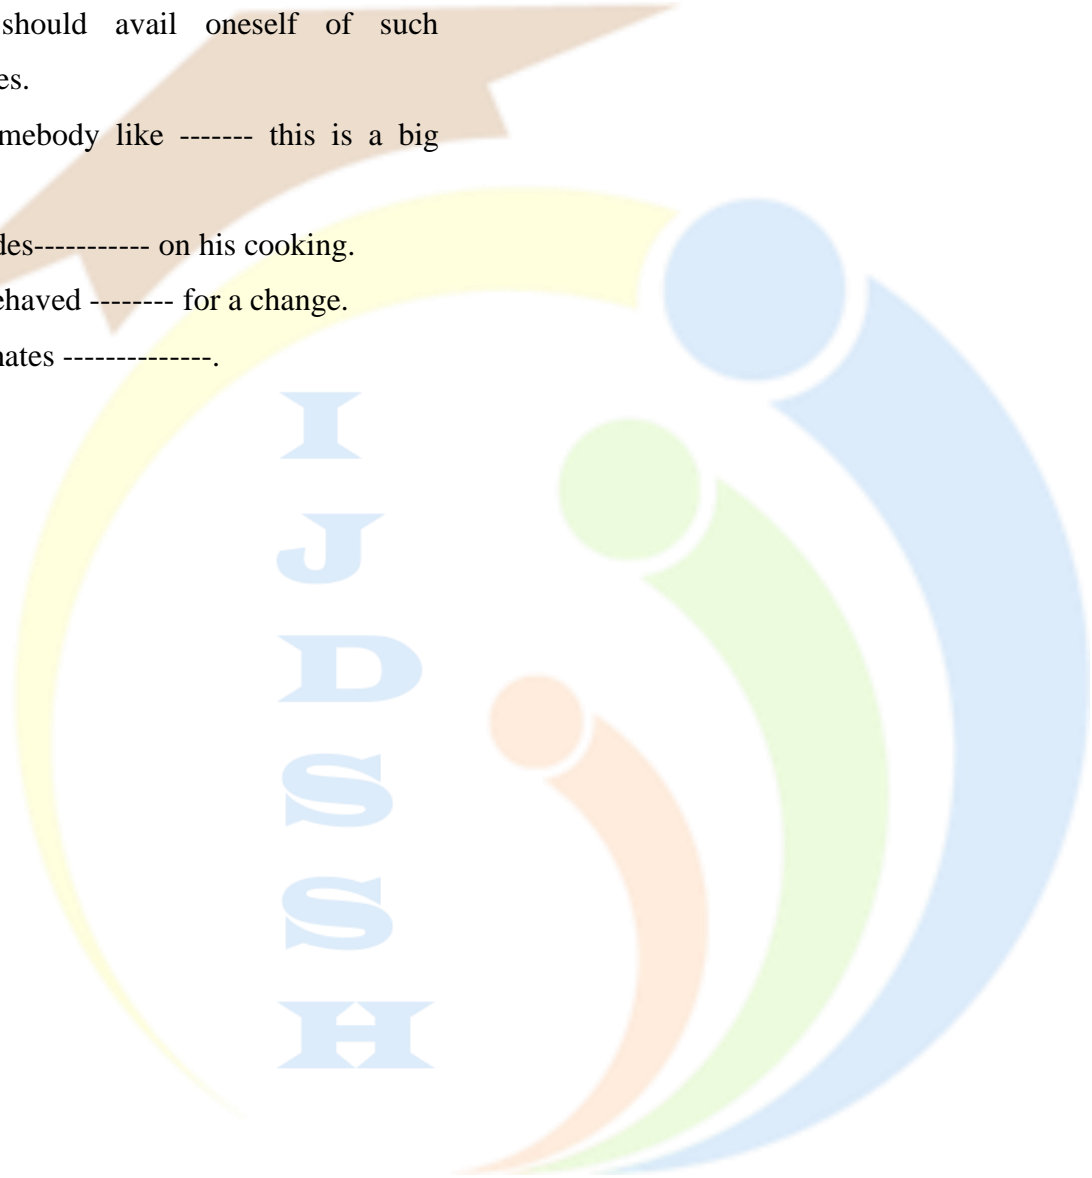 should avail oneself of such
es.
mebody like ------- this is a big
des----------- on his cooking.
ehaved -------- for a change.
nates --------------.
I
J
D
S
S
H